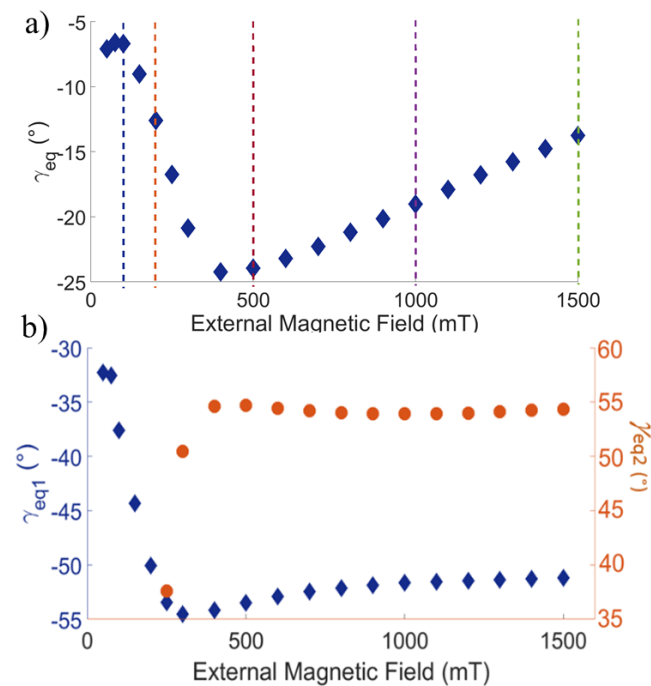 a)
-5
-10
-15
-20
-25
γeq (°)
0 500 1000 1500
External Magnetic Field (mT)
b)
-30 60
-35 55
-40 50
-45 45
-50 40
-55 35
γeq1 (°)
γeq2 (°)
0 500 1000 1500
External Magnetic Field (mT)